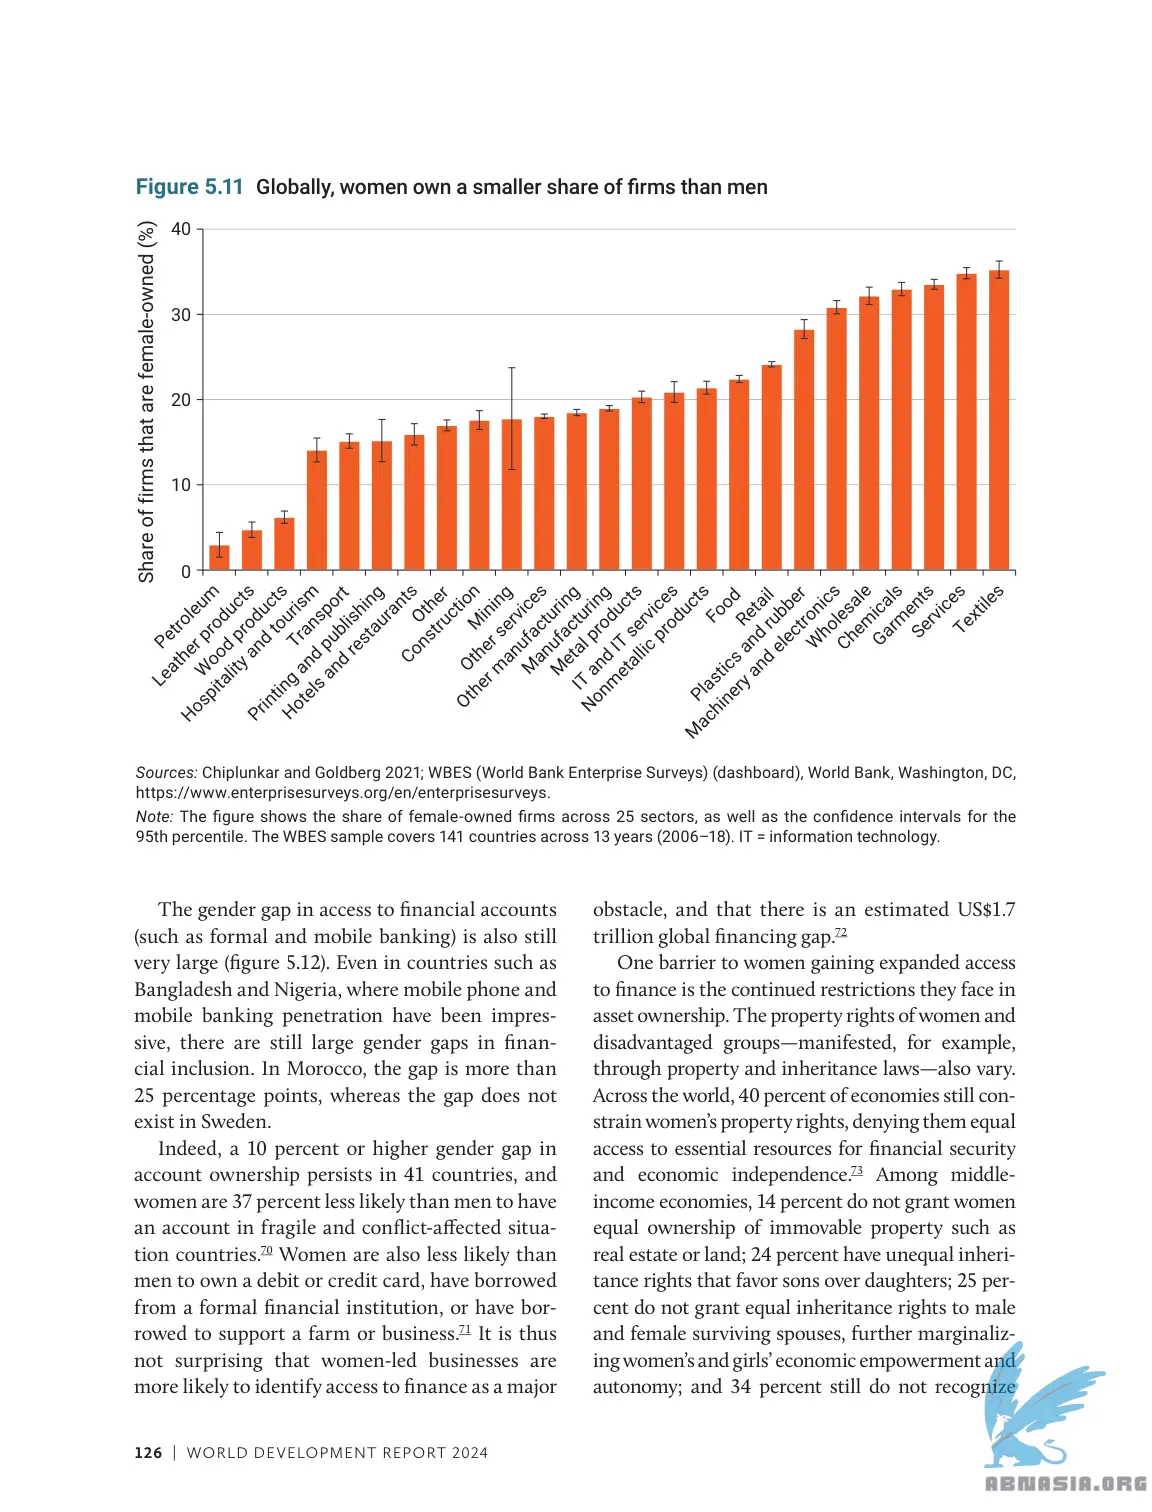 Figure 5.11 Globally, women own a smaller share of firms than men
Share of firms that are female-owned (%)
40
30
20
10
0
Petroleum
Leather products
Wood products
Hospitality and tourism
Transport
Printing and publishing
Hotels and restaurants
Other
Construction
Mining
Other services
Other manufacturing
Manufacturing
Metal products
IT and IT services
Nonmetallic products
Food
Retail
Plastics and rubber
Machinery and electronics
Wholesale
Chemicals
Garments
Services
Textiles
Sources: Chiplunkar and Goldberg 2021; WBES (World Bank Enterprise Surveys) (dashboard), World Bank, Washington, DC,
https://www.enterprisesurveys.org/en/enterprisesurveys.
Note: The figure shows the share of female-owned firms across 25 sectors, as well as the confidence intervals for the
95th percentile. The WBES sample covers 141 countries across 13 years (2006–18). IT = information technology.
The gender gap in access to financial accounts
(such as formal and mobile banking) is also still
very large (figure 5.12). Even in countries such as
Bangladesh and Nigeria, where mobile phone and
mobile banking penetration have been impres-
sive, there are still large gender gaps in finan-
cial inclusion. In Morocco, the gap is more than
25 percentage points, whereas the gap does not
exist in Sweden.
Indeed, a 10 percent or higher gender gap in
account ownership persists in 41 countries, and
women are 37 percent less likely than men to have
an account in fragile and conflict-affected situa-
tion countries.70 Women are also less likely than
men to own a debit or credit card, have borrowed
from a formal financial institution, or have bor-
rowed to support a farm or business.71 It is thus
not surprising that women-led businesses are
more likely to identify access to finance as a major
obstacle, and that there is an estimated US$1.7
trillion global financing gap.72
One barrier to women gaining expanded access
to finance is the continued restrictions they face in
asset ownership. The property rights of women and
disadvantaged groups—manifested, for example,
through property and inheritance laws—also vary.
Across the world, 40 percent of economies still con-
strain women's property rights, denying them equal
access to essential resources for financial security
and economic independence.73 Among middle-
income economies, 14 percent do not grant women
equal ownership of immovable property such as
real estate or land; 24 percent have unequal inheri-
tance rights that favor sons over daughters; 25 per-
cent do not grant equal inheritance rights to male
and female surviving spouses, further marginaliz-
ing women's and girls' economic empowerment and
autonomy; and 34 percent still do not recognize
126 | WORLD DEVELOPMENT REPORT 2024
ABNASIA.ORG